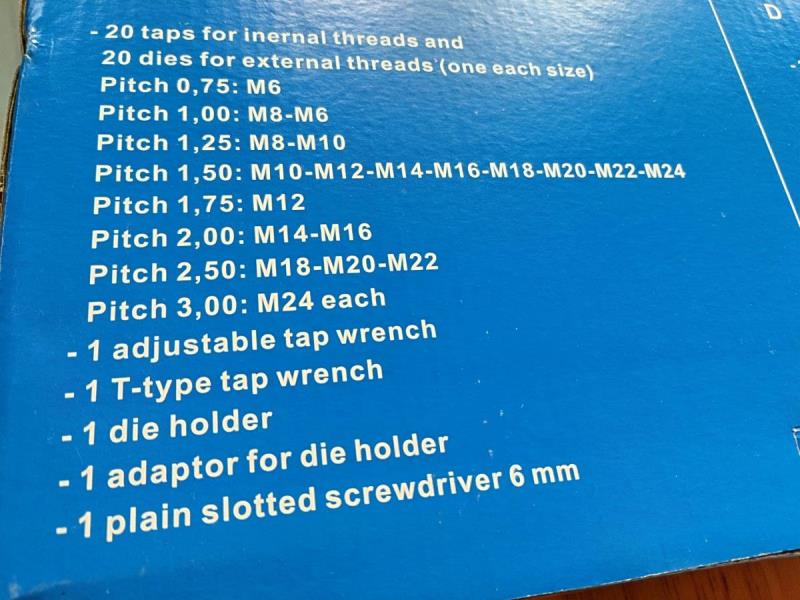 - 20 taps for inernal threads and
20 dies for external threads (one each size)
Pitch 0,75: M6
Pitch 1,00: M8-M6
Pitch 1,25: M8-M10
Pitch 1,50: M10-M12-M14-M16-M18-M20-M22-M24
Pitch 1,75: M12
Pitch 2,00: M14-M16
Pitch 2,50: M18-M20-M22
Pitch 3,00: M24 each
- 1 adjustable tap wrench
- 1 T-type tap wrench
- 1 die holder
- 1 adaptor for die holder
- 1 plain slotted screwdriver 6 mm
D